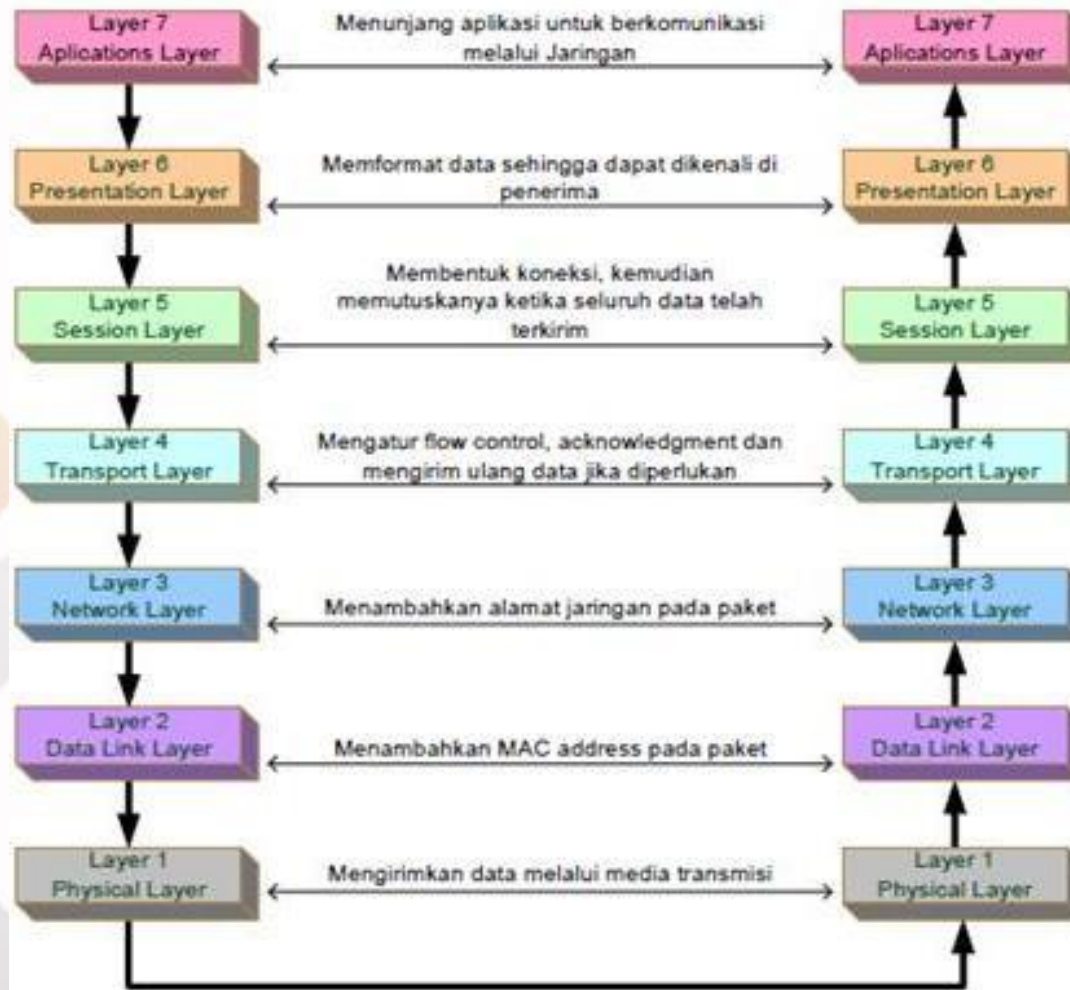 Layer 7
Aplications Layer
Menunjang aplikasi untuk berkomunikasi
melalui Jaringan
Layer 7
Aplications Layer
Layer 6
Presentation Layer
Memformat data sehingga dapat dikenali di
penerima
Layer 6
Presentation Layer
Layer 5
Session Layer
Membentuk koneksi, kemudian
memutuskanya ketika seluruh data telah
terkirim
Layer 5
Session Layer
Layer 4
Transport Layer
Mengatur flow control, acknowledgment dan
mengirim ulang data jika diperlukan
Layer 4
Transport Layer
Layer 3
Network Layer
Menambahkan alamat jaringan pada paket
Layer 3
Network Layer
Layer 2
Data Link Layer
Menambahkan MAC address pada paket
Layer 2
Data Link Layer
Layer 1
Physical Layer
Mengirimkan data melalui media transmisi
Layer 1
Physical Layer